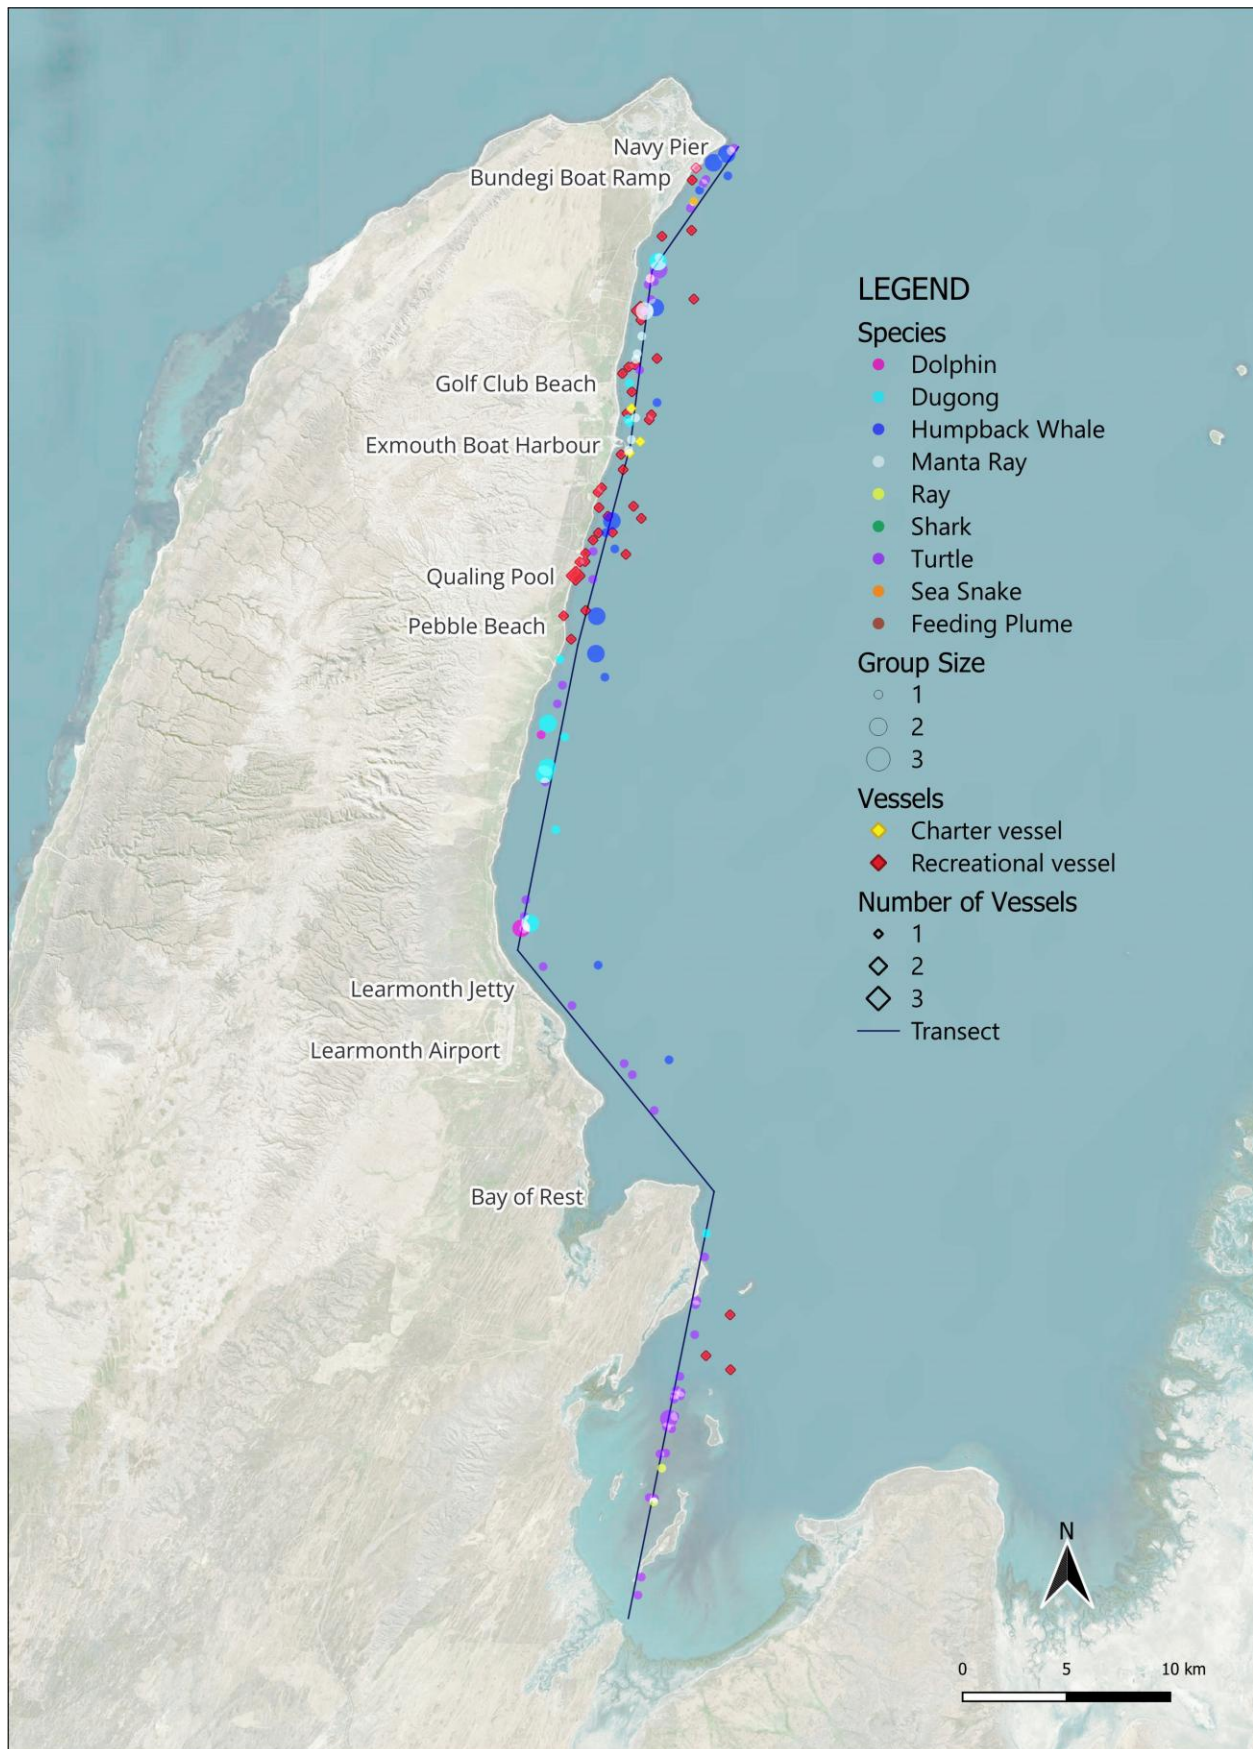 Navy Pier
Bundegi Boat Ramp
Golf Club Beach
Exmouth Boat Harbour
Qualing Pool
Pebble Beach
Learmonth Jetty
Learmonth Airport
Bay of Rest
LEGEND
Species
Dolphin
Dugong
Humpback Whale
Manta Ray
Ray
Shark
Turtle
Sea Snake
Feeding Plume
Group Size
1
2
3
Vessels
Charter vessel
Recreational vessel
Number of Vessels
1
2
3
Transect
N
0 5 10 km